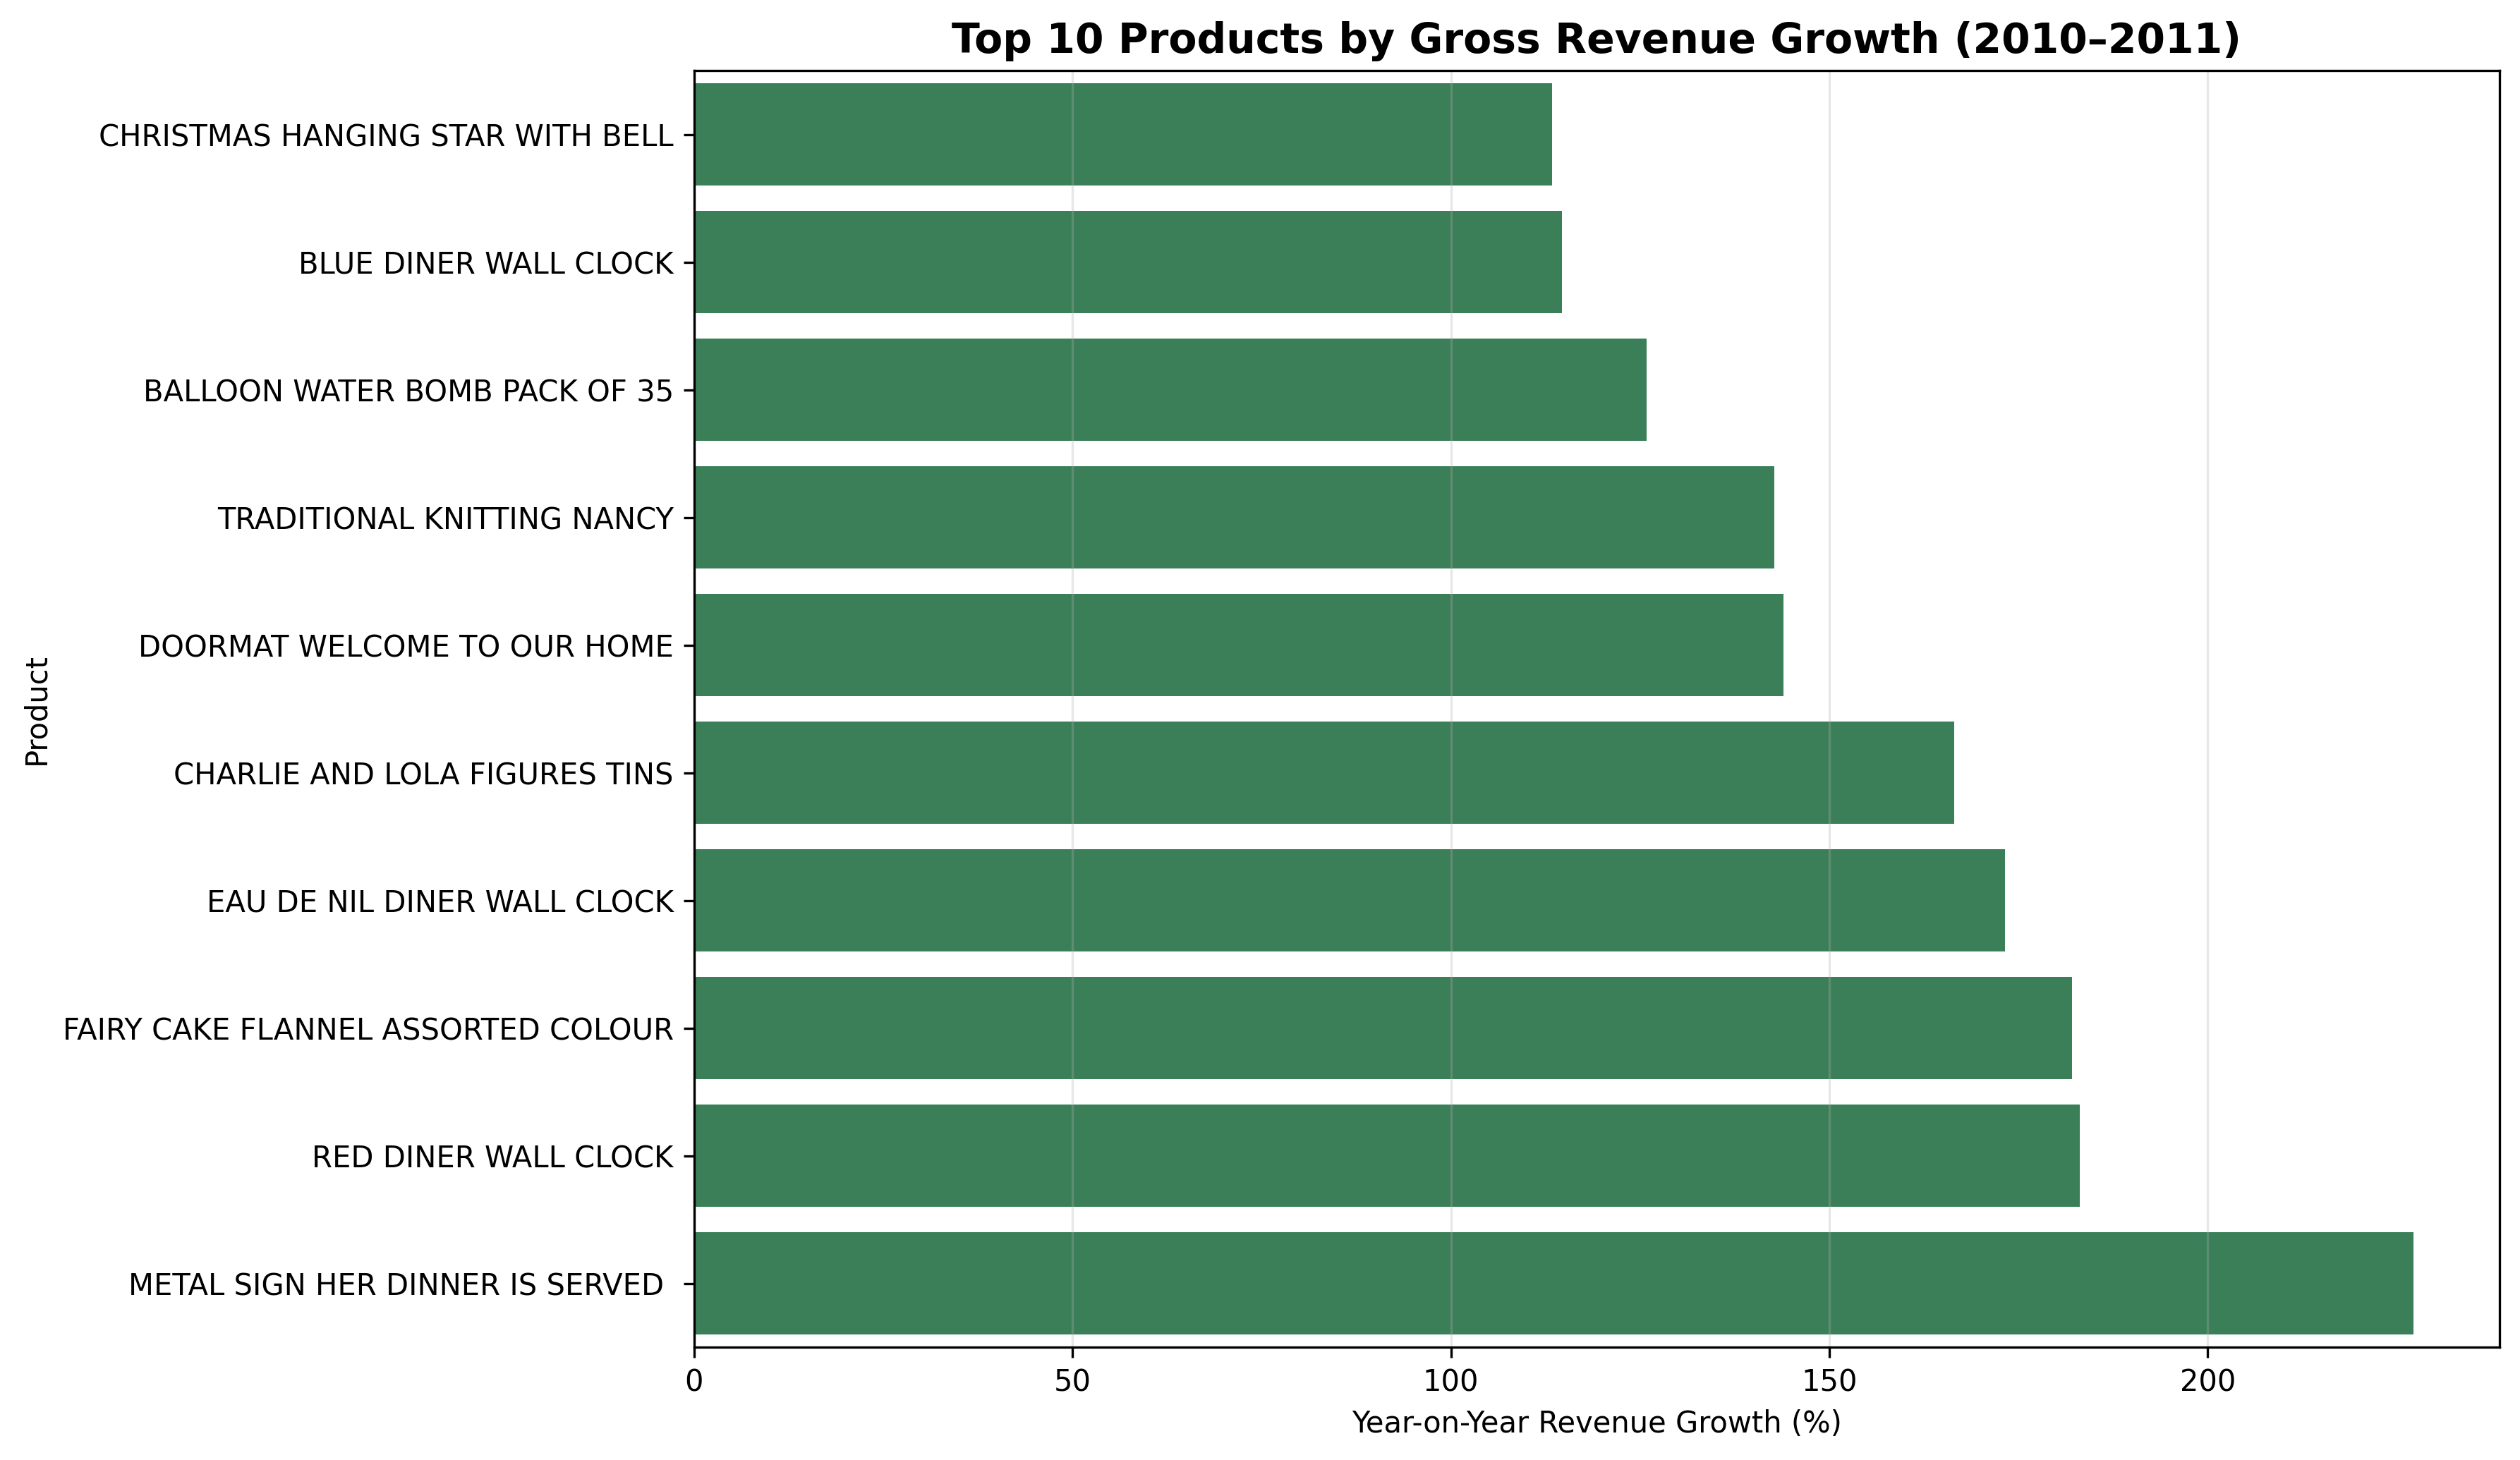 Top 10 Products by Gross Revenue Growth (2010–2011)
CHRISTMAS HANGING STAR WITH BELL
BLUE DINER WALL CLOCK
BALLOON WATER BOMB PACK OF 35
TRADITIONAL KNITTING NANCY
DOORMAT WELCOME TO OUR HOME
CHARLIE AND LOLA FIGURES TINS
EAU DE NIL DINER WALL CLOCK
FAIRY CAKE FLANNEL ASSORTED COLOUR
RED DINER WALL CLOCK
METAL SIGN HER DINNER IS SERVED
Product
0 50 100 150 200
Year-on-Year Revenue Growth (%)